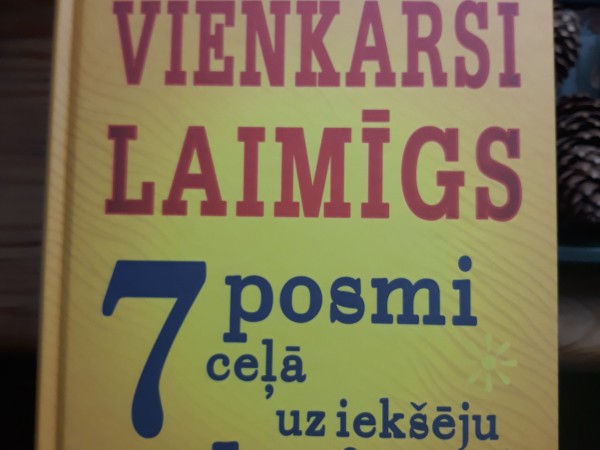 VIENKĀRŠI
LAIMĪGS
7 posmi
ceļā
uz iekšēju